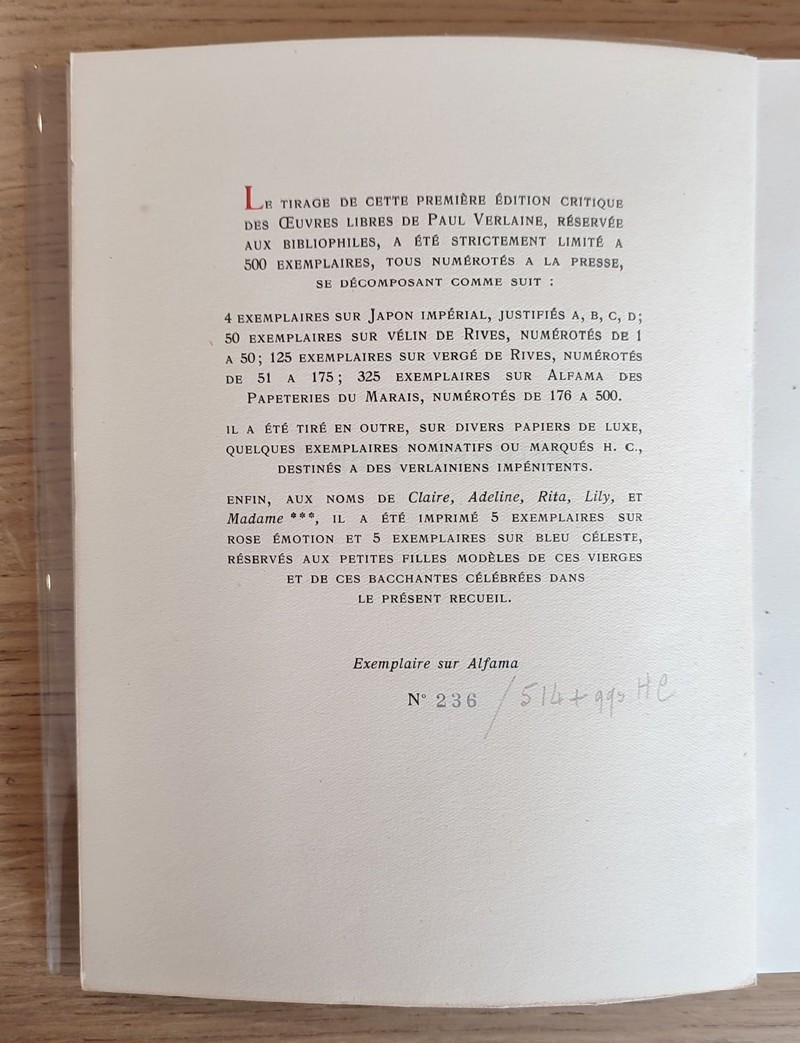 Le tirage de cette première édition critique
des Œuvres libres de Paul Verlaine, réservée
aux bibliophiles, a été strictement limité a
500 exemplaires, tous numérotés a la presse,
se décomposant comme suit :
4 exemplaires sur Japon impérial, justifiés a, b, c, d;
50 exemplaires sur vélin de Rives, numérotés de 1
a 50; 125 exemplaires sur vergé de Rives, numérotés
de 51 a 175; 325 exemplaires sur Alfama des
Papeteries du Marais, numérotés de 176 a 500.
il a été tiré en outre, sur divers papiers de luxe,
quelques exemplaires nominatifs ou marqués h. c.,
destinés a des verlainiens impénitents.
enfin, aux noms de Claire, Adeline, Rita, Lily, et
Madame ***, il a été imprimé 5 exemplaires sur
rose émotion et 5 exemplaires sur bleu céleste,
réservés aux petites filles modèles de ces vierges
et de ces bacchantes célébrées dans
le présent recueil.
Exemplaire sur Alfama
N° 236 / 514 + qqs HC